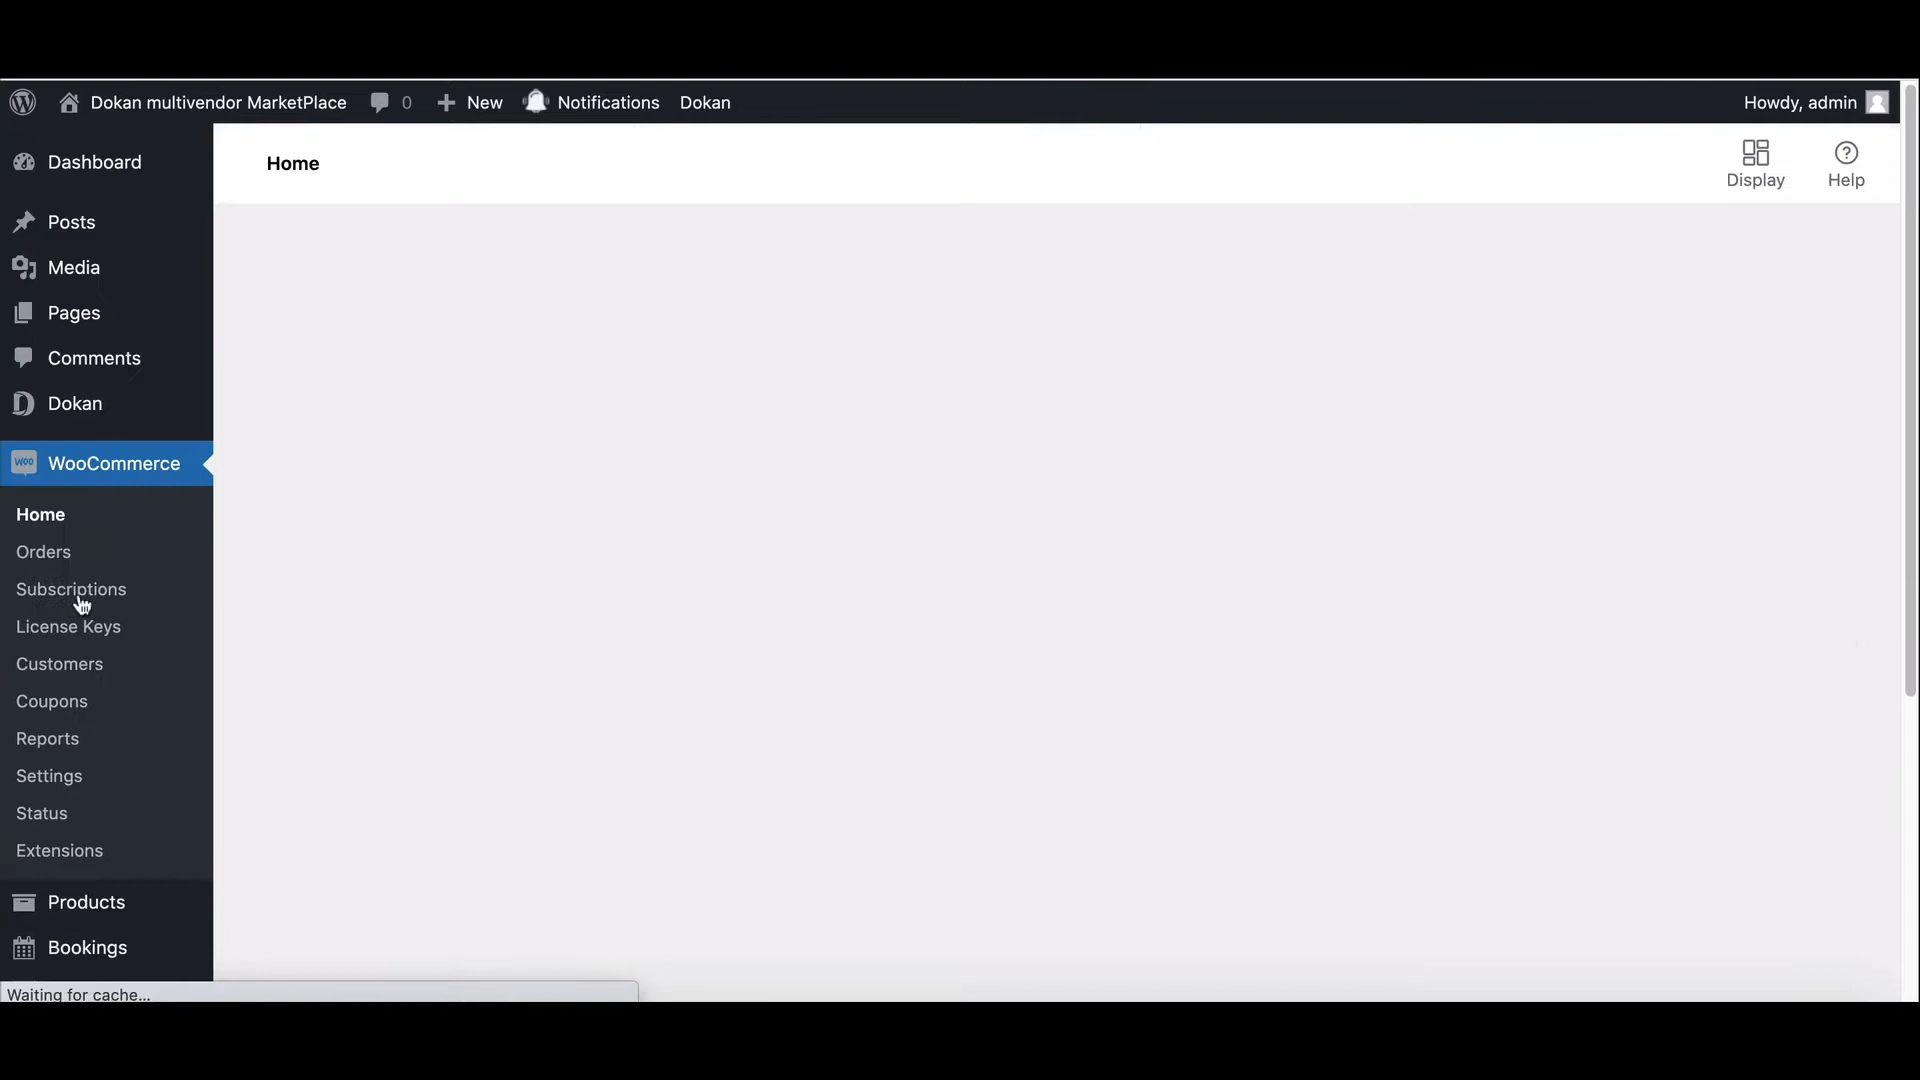 Dokan multivendor MarketPlace 0 New Notifications Dokan Howdy, admin
Dashboard
Posts
Media
Pages
Comments
Dokan
WooCommerce
Home
Orders
Subscriptions
License Keys
Customers
Coupons
Reports
Settings
Status
Extensions
Products
Bookings
Waiting for cache...
Home
Display
Help